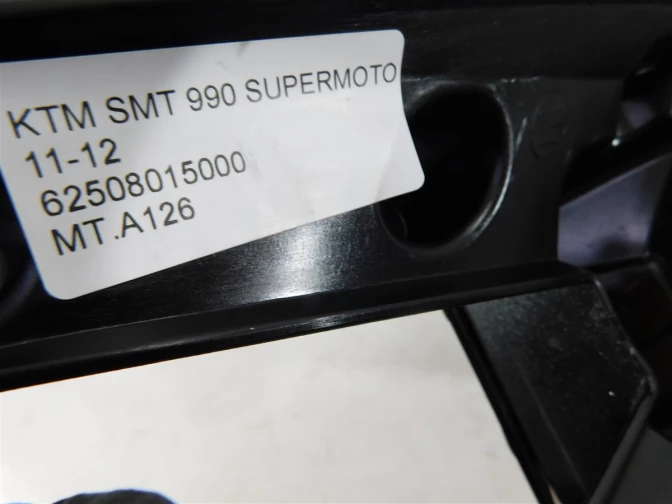 KTM SMT 990 SUPERMOTO
11-12
62508015000
MT.A126